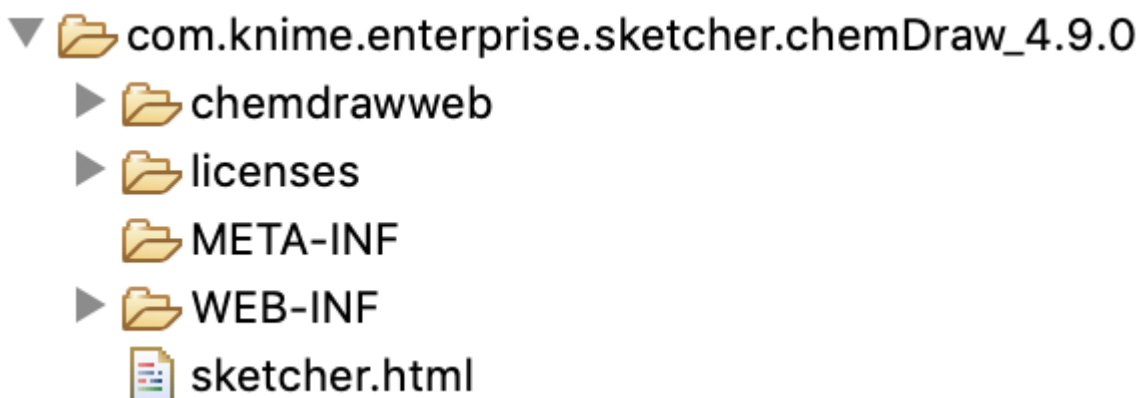 com.knime.enterprise.sketcher.chemDraw_4.9.0
chemdrawweb
licenses
META-INF
WEB-INF
sketcher.html